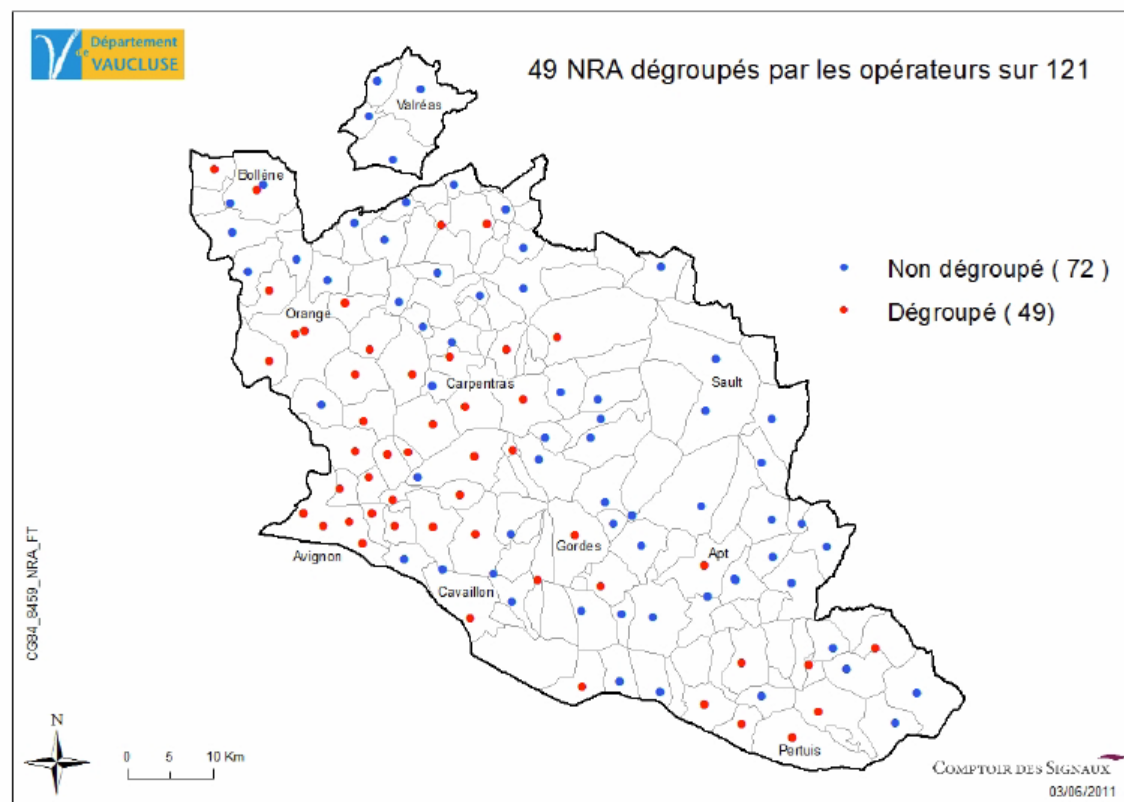 Département
de VAUCLUSE
49 NRA dégroupés par les opérateurs sur 121
Valréas
Bollène
Non dégroupé ( 72 )
Dégroupé ( 49)
Orange
Carpentras
Sault
Gordes
Apt
Avignon
Cavaillon
Pertuis
CG84_8459_NRA_FT
N
0 5 10 Km
COMPTOIR DES SIGNAUX
03/06/2011